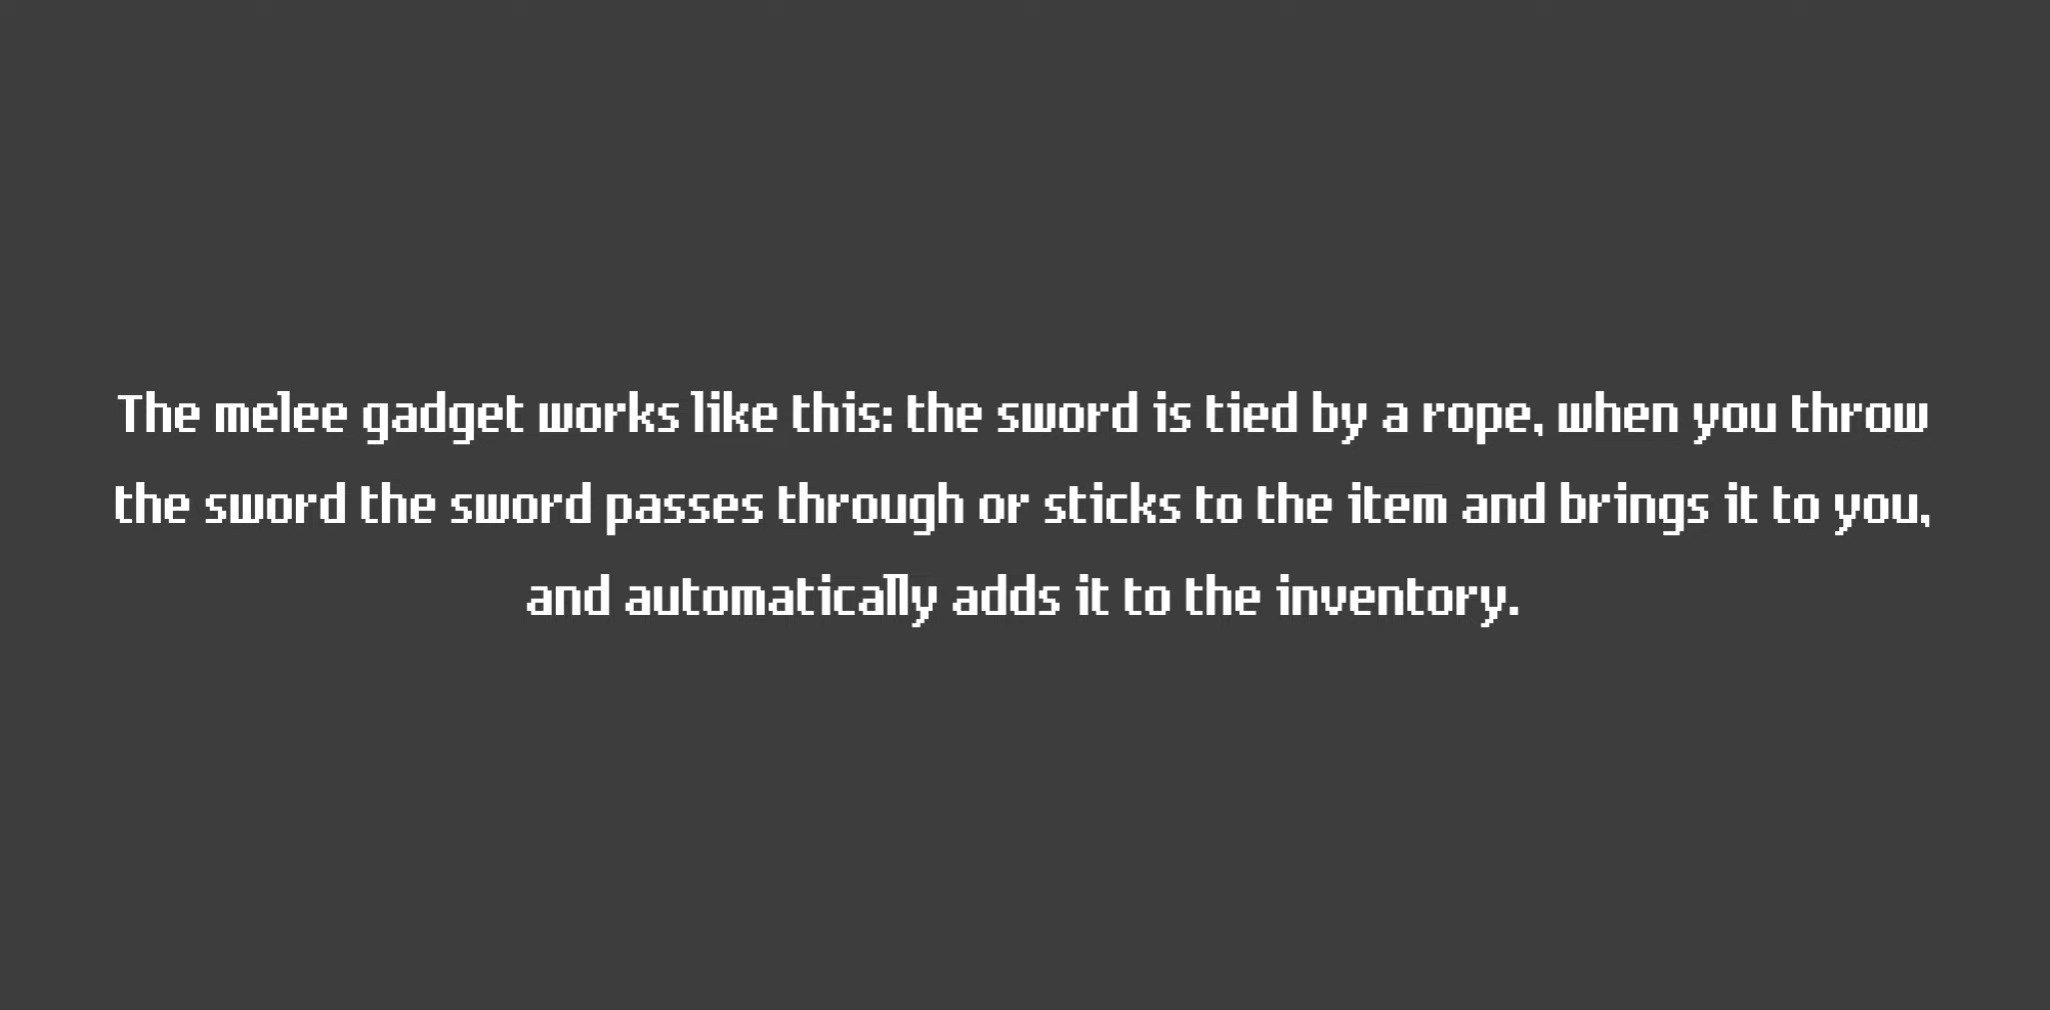 The melee gadget works like this: the sword is tied by a rope, when you throw
the sword the sword passes through or sticks to the item and brings it to you,
and automatically adds it to the inventory.